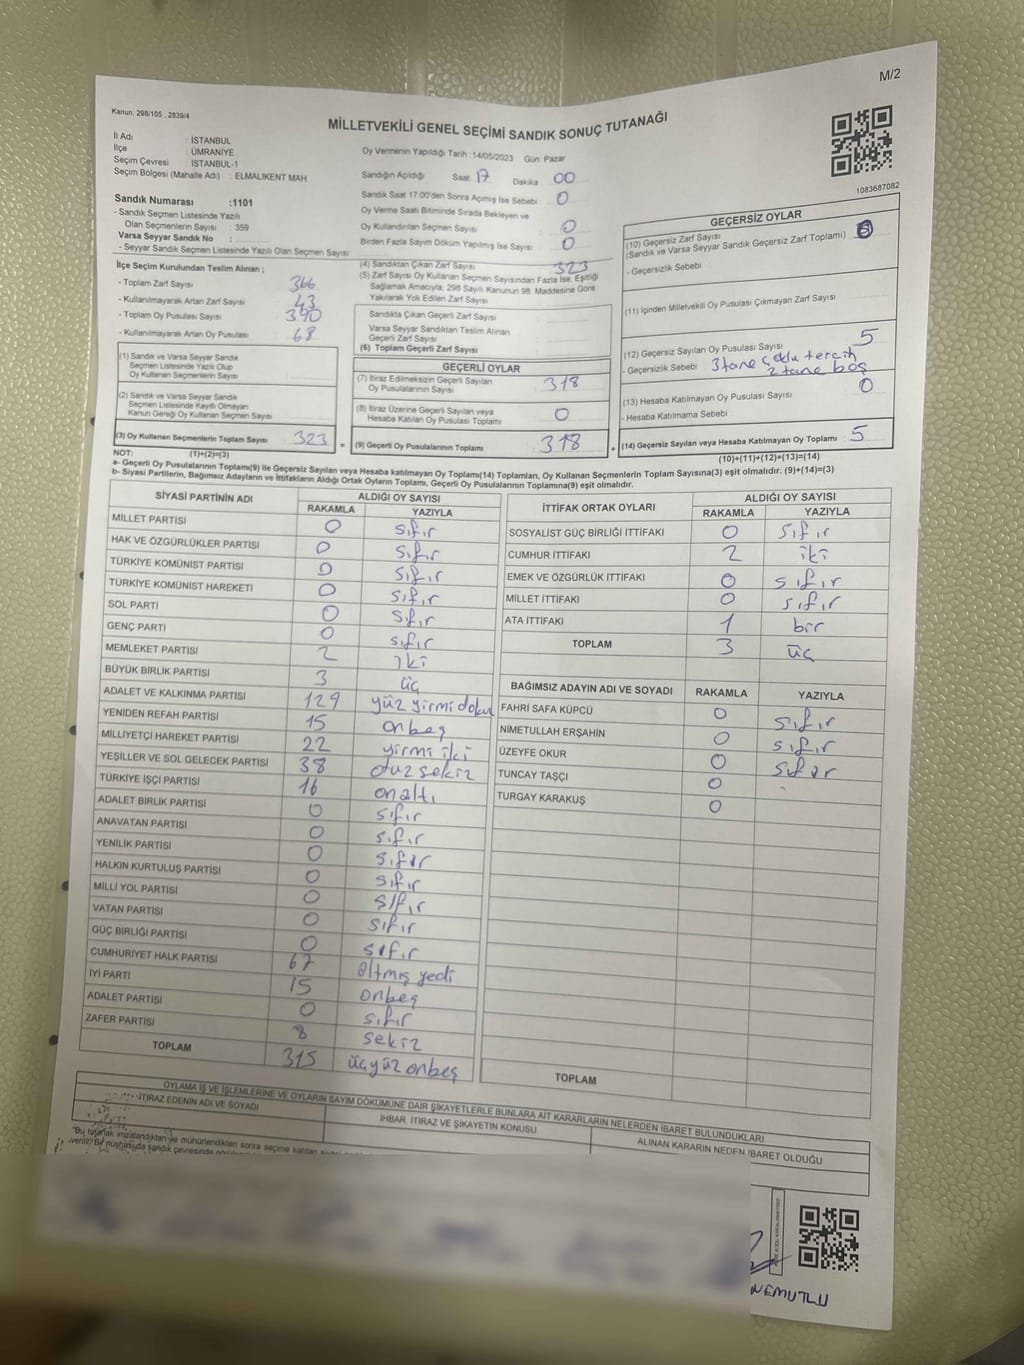 M/2
Kanun, 298/105 , 2839/4
MİLLETVEKİLİ GENEL SEÇİMİ SANDIK SONUÇ TUTANAĞI
1083687082
İl Adı : İSTANBUL
İlçe : ÜMRANİYE
Seçim Çevresi : İSTANBUL-1
Seçim Bölgesi (Mahalle Adı) : ELMALIKENT MAH
Sandık Numarası :1101
- Sandık Seçmen Listesinde Yazılı
Olan Seçmenlerin Sayısı : 359
Varsa Seyyar Sandık No :
- Seyyar Sandık Seçmen Listesinde Yazılı Olan Seçmen Sayısı
Oy Vermenin Yapıldığı Tarih :14/05/2023 Gün: Pazar
Sandığın Açıldığı Saat: 17 Dakika: 00
Sandık Saat 17:00'den Sonra Açılmış İse Sebebi 0
Oy Verme Saati Bitiminde Sırada Bekleyen ve
Oy Kullandırılan Seçmen Sayısı 0
Birden Fazla Sayım Döküm Yapılmış İse Sayısı 0
İlçe Seçim Kurulundan Teslim Alınan ;
- Toplam Zarf Sayısı 366
- Kullanılmayarak Artan Zarf Sayısı 43
- Toplam Oy Pusulası Sayısı 390
- Kullanılmayarak Artan Oy Pusulası 68
(1) Sandık ve Varsa Seyyar Sandık
Seçmen Listesinde Yazılı Olup
Oy Kullanan Seçmenlerin Sayısı
(2) Sandık ve Varsa Seyyar Sandık
Seçmen Listesinde Kayıtlı Olmayan
Kanun Gereği Oy Kullanan Seçmen Sayısı
(3) Oy Kullanan Seçmenlerin Toplam Sayısı 323 =
(4) Sandıktan Çıkan Zarf Sayısı 323
(5) Zarf Sayısı Oy Kullanan Seçmen Sayısından Fazla İse, Eşitliği
Sağlamak Amacıyla, 298 Sayılı Kanunun 98. Maddesine Göre
Yakılarak Yok Edilen Zarf Sayısı
Sandıkta Çıkan Geçerli Zarf Sayısı
Varsa Seyyar Sandıktan Teslim Alınan
Geçerli Zarf Sayısı
(6) Toplam Geçerli Zarf Sayısı
GEÇERLİ OYLAR
(7) İtiraz Edilmeksizin Geçerli Sayılan
Oy Pusulalarının Sayısı 318
(8) İtiraz Üzerine Geçerli Sayılan veya
Hesaba Katılan Oy Pusulası Toplamı 0
(9) Geçerli Oy Pusulalarının Toplamı 318 +
GEÇERSİZ OYLAR
(10) Geçersiz Zarf Sayısı
(Sandık ve Varsa Seyyar Sandık Geçersiz Zarf Toplamı)
- Geçersizlik Sebebi
(11) İçinden Milletvekili Oy Pusulası Çıkmayan Zarf Sayısı
(12) Geçersiz Sayılan Oy Pusulası Sayısı 5
- Geçersizlik Sebebi 3 tane çoklu tercih
2 tane boş
(13) Hesaba Katılmayan Oy Pusulası Sayısı 0
- Hesaba Katılmama Sebebi
(14) Geçersiz Sayılan veya Hesaba Katılmayan Oy Toplamı 5
NOT: (1)+(2)=(3) (10)+(11)+(12)+(13)=(14)
a- Geçerli Oy Pusulalarının Toplamı(9) ile Geçersiz Sayılan veya Hesaba katılmayan Oy Toplamı(14) Toplamları, Oy Kullanan Seçmenlerin Toplam Sayısına(3) eşit olmalıdır. (9)+(14)=(3)
b- Siyasi Partilerin, Bağımsız Adayların ve İttifakların Aldığı Ortak Oyların Toplamı, Geçerli Oy Pusulalarının Toplamına(9) eşit olmalıdır.
SİYASİ PARTİNİN ADI ALDIĞI OY SAYISI
RAKAMLA YAZIYLA
MİLLET PARTİSİ 0 sıfır
HAK VE ÖZGÜRLÜKLER PARTİSİ 0 sıfır
TÜRKİYE KOMÜNİST PARTİSİ 0 sıfır
TÜRKİYE KOMÜNİST HAREKETİ 0 sıfır
SOL PARTİ 0 sıfır
GENÇ PARTİ 0 sıfır
MEMLEKET PARTİSİ 2 iki
BÜYÜK BİRLİK PARTİSİ 3 üç
ADALET VE KALKINMA PARTİSİ 129 yüz yirmi dokuz
YENİDEN REFAH PARTİSİ 15 onbeş
MİLLİYETÇİ HAREKET PARTİSİ 22 yirmi iki
YEŞİLLER VE SOL GELECEK PARTİSİ 38 otuz sekiz
TÜRKİYE İŞÇİ PARTİSİ 16 onaltı
ADALET BİRLİK PARTİSİ 0 sıfır
ANAVATAN PARTİSİ 0 sıfır
YENİLİK PARTİSİ 0 sıfır
HALKIN KURTULUŞ PARTİSİ 0 sıfır
MİLLİ YOL PARTİSİ 0 sıfır
VATAN PARTİSİ 0 sıfır
GÜÇ BİRLİĞİ PARTİSİ 0 sıfır
CUMHURİYET HALK PARTİSİ 67 altmış yedi
İYİ PARTİ 15 onbeş
ADALET PARTİSİ 0 sıfır
ZAFER PARTİSİ 8 sekiz
TOPLAM 315 üçyüz onbeş
İTTİFAK ORTAK OYLARI ALDIĞI OY SAYISI
RAKAMLA YAZIYLA
SOSYALİST GÜÇ BİRLİĞİ İTTİFAKI 0 sıfır
CUMHUR İTTİFAKI 2 iki
EMEK VE ÖZGÜRLÜK İTTİFAKI 0 sıfır
MİLLET İTTİFAKI 0 sıfır
ATA İTTİFAKI 1 bir
TOPLAM 3 üç
BAĞIMSIZ ADAYIN ADI VE SOYADI RAKAMLA YAZIYLA
FAHRİ SAFA KÜPCÜ 0 sıfır
NİMETULLAH ERŞAHİN 0 sıfır
ÜZEYFE OKUR 0 sıfır
TUNCAY TAŞÇI 0
TURGAY KARAKUŞ 0
TOPLAM
OYLAMA İŞ VE İŞLEMLERİNE VE OYLARIN SAYIM DÖKÜMÜNE DAİR ŞİKAYETLERLE BUNLARA AİT KARARLARIN NELERDEN İBARET BULUNDUKLARI
İTİRAZ EDENİN ADI VE SOYADI İHBAR, İTİRAZ VE ŞİKAYETİN KONUSU ALINAN KARARIN NEDEN İBARET OLDUĞU
"Bu tutanak imzalandıktan ve mühürlendikten sonra seçime katılan